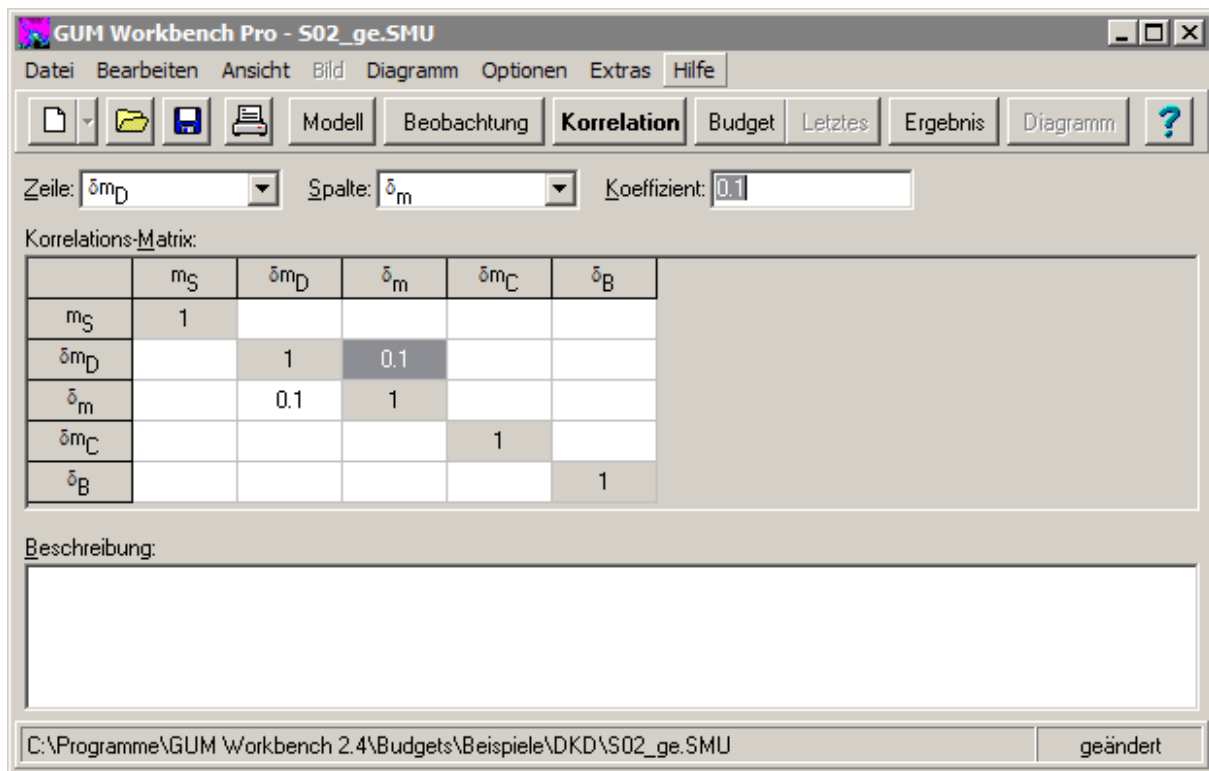 GUM Workbench Pro - S02_ge.SMU
Datei Bearbeiten Ansicht Bild Diagramm Optionen Extras Hilfe
Modell Beobachtung Korrelation Budget Letztes Ergebnis Diagramm ?
Zeile: δmD Spalte: δm Koeffizient: 0.1
Korrelations-Matrix:
mS δmD δm δmC δB
mS 1
δmD 1 0.1
δm 0.1 1
δmC 1
δB 1
Beschreibung:
C:\Programme\GUM Workbench 2.4\Budgets\Beispiele\DKD\S02_ge.SMU geändert